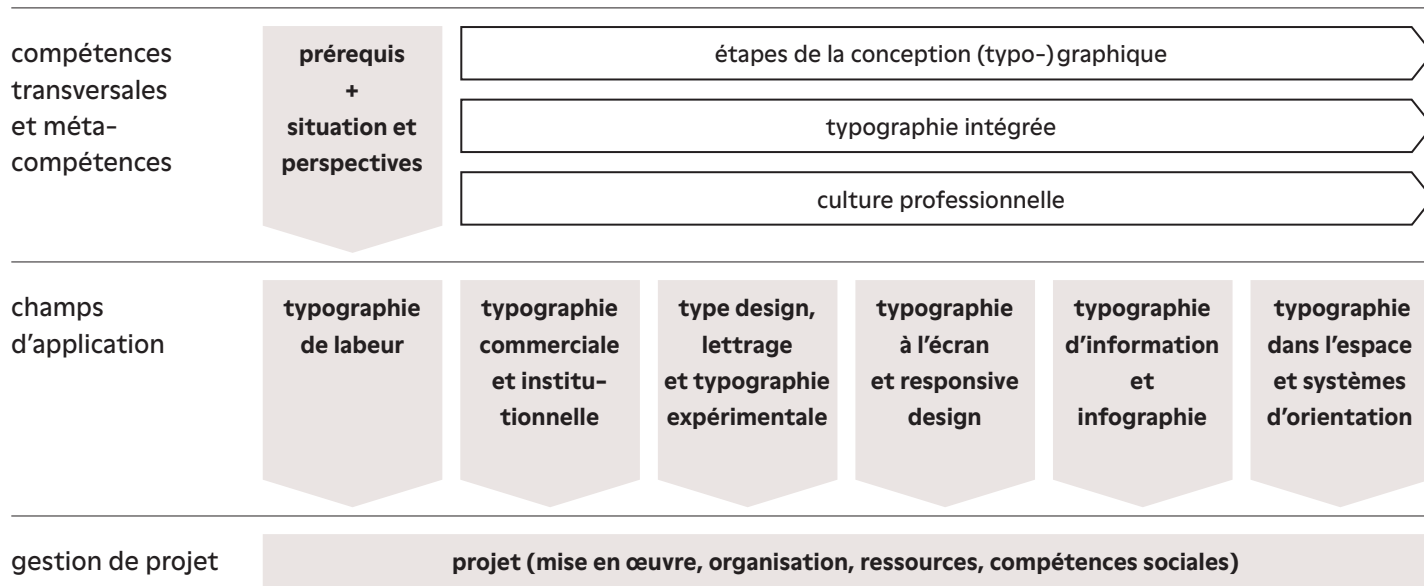 compétences
transversales
et méta-
compétences
prérequis
+
situation et
perspectives
étapes de la conception (typo-)graphique
typographie intégrée
culture professionnelle
champs
d'application
typographie
de labeur
typographie
commerciale
et institu-
tionnelle
type design,
lettrage
et typographie
expérimentale
typographie
à l'écran
et responsive
design
typographie
d'information
et
infographie
typographie
dans l'espace
et systèmes
d'orientation
gestion de projet
projet (mise en œuvre, organisation, ressources, compétences sociales)